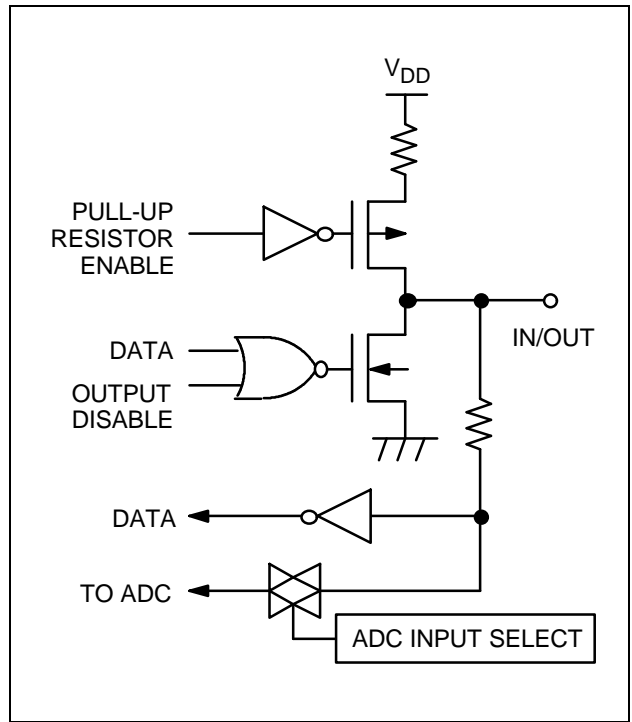 VDD
PULL-UP
RESISTOR
ENABLE
IN/OUT
DATA
OUTPUT
DISABLE
DATA
TO ADC
ADC INPUT SELECT